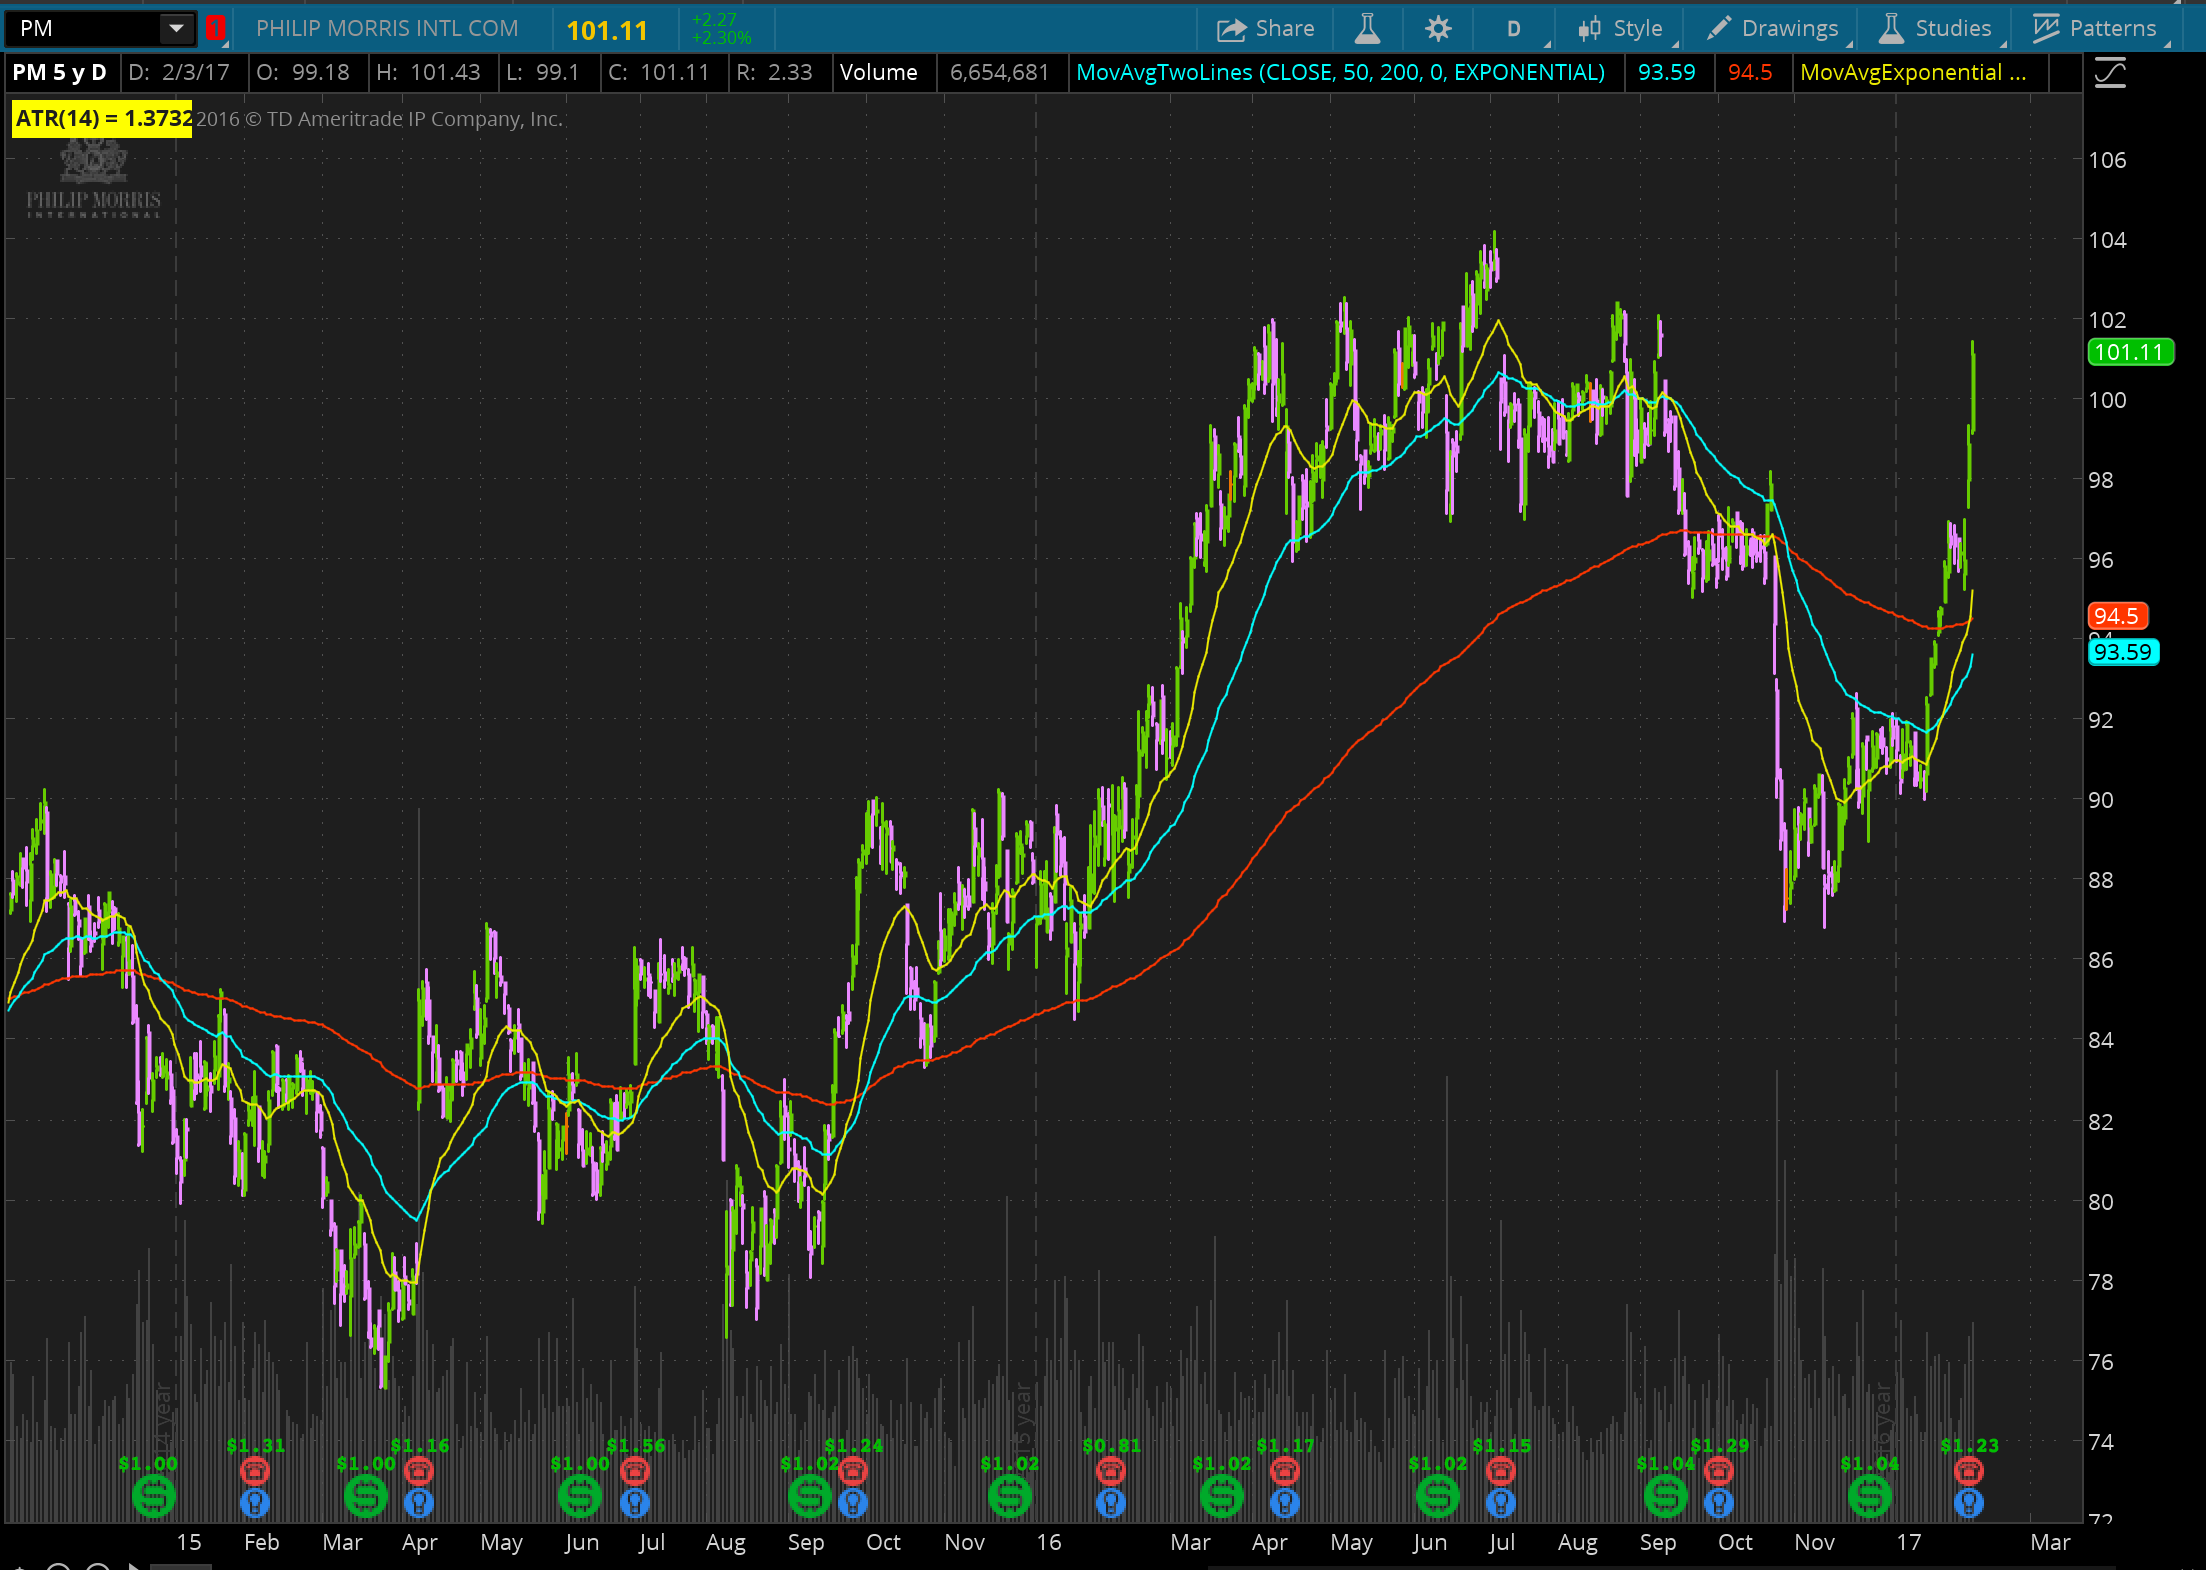 PM 1 PHILIP MORRIS INTL COM 101.11 +2.27 Share D Style Drawings Studies Patterns
+2.30%
PM 5 y D D: 2/3/17 O: 99.18 H: 101.43 L: 99.1 C: 101.11 R: 2.33 Volume 6,654,681 MovAvgTwoLines (CLOSE, 50, 200, 0, EXPONENTIAL) 93.59 94.5 MovAvgExponential ...
ATR(14) = 1.3732 2016 © TD Ameritrade IP Company, Inc.
PHILIP MORRIS
INTERNATIONAL
106
104
102
101.11
100
98
96
94.5
94
93.59
92
90
88
86
84
82
80
78
76
74
72
year year year
$1.31 $1.16 $1.56 $1.24 $0.81 $1.17 $1.15 $1.29 $1.23
$1.00 $1.00 $1.00 $1.02 $1.02 $1.02 $1.02 $1.04 $1.04
15 Feb Mar Apr May Jun Jul Aug Sep Oct Nov 16 Mar Apr May Jun Jul Aug Sep Oct Nov 17 Mar